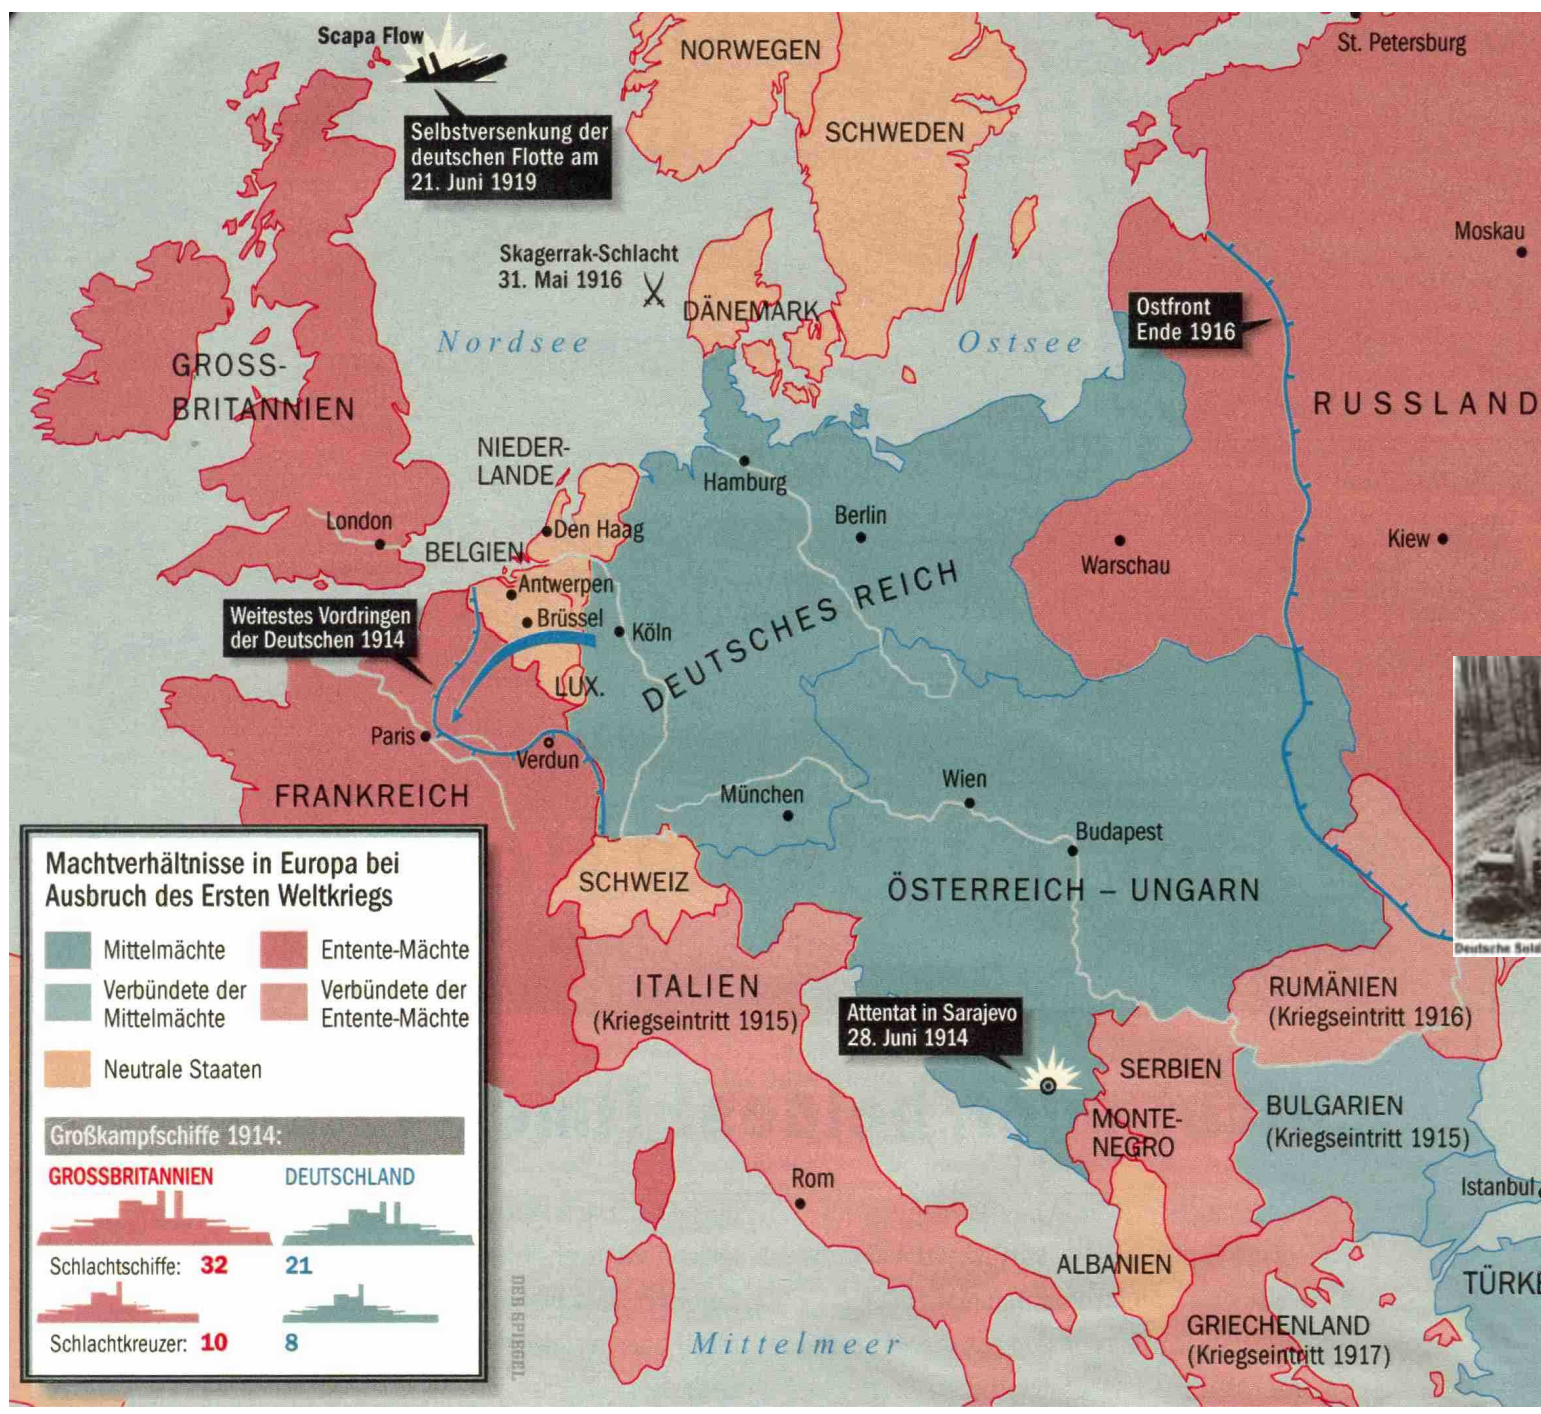 Scapa Flow
Selbstversenkung der
deutschen Flotte am
21. Juni 1919
NORWEGEN
SCHWEDEN
St. Petersburg
Moskau
Skagerrak-Schlacht
31. Mai 1916
DÄNEMARK
Nordsee
Ostsee
Ostfront
Ende 1916
RUSSLAND
GROSS-
BRITANNIEN
NIEDER-
LANDE
Hamburg
Berlin
London
Den Haag
BELGIEN
Antwerpen
Brüssel
Köln
DEUTSCHES REICH
Warschau
Kiew
Weitestes Vordringen
der Deutschen 1914
LUX.
Paris
Verdun
FRANKREICH
München
Wien
Budapest
SCHWEIZ
ÖSTERREICH – UNGARN
ITALIEN
(Kriegseintritt 1915)
Attentat in Sarajevo
28. Juni 1914
RUMÄNIEN
(Kriegseintritt 1916)
SERBIEN
MONTE-
NEGRO
BULGARIEN
(Kriegseintritt 1915)
Istanbul
Rom
ALBANIEN
TÜRKE
GRIECHENLAND
(Kriegseintritt 1917)
Mittelmeer
Deutsche Sold
Machtverhältnisse in Europa bei
Ausbruch des Ersten Weltkriegs
Mittelmächte
Entente-Mächte
Verbündete der
Mittelmächte
Verbündete der
Entente-Mächte
Neutrale Staaten
Großkampfschiffe 1914:
GROSSBRITANNIEN DEUTSCHLAND
Schlachtschiffe: 32 21
Schlachtkreuzer: 10 8
DER SPIEGEL